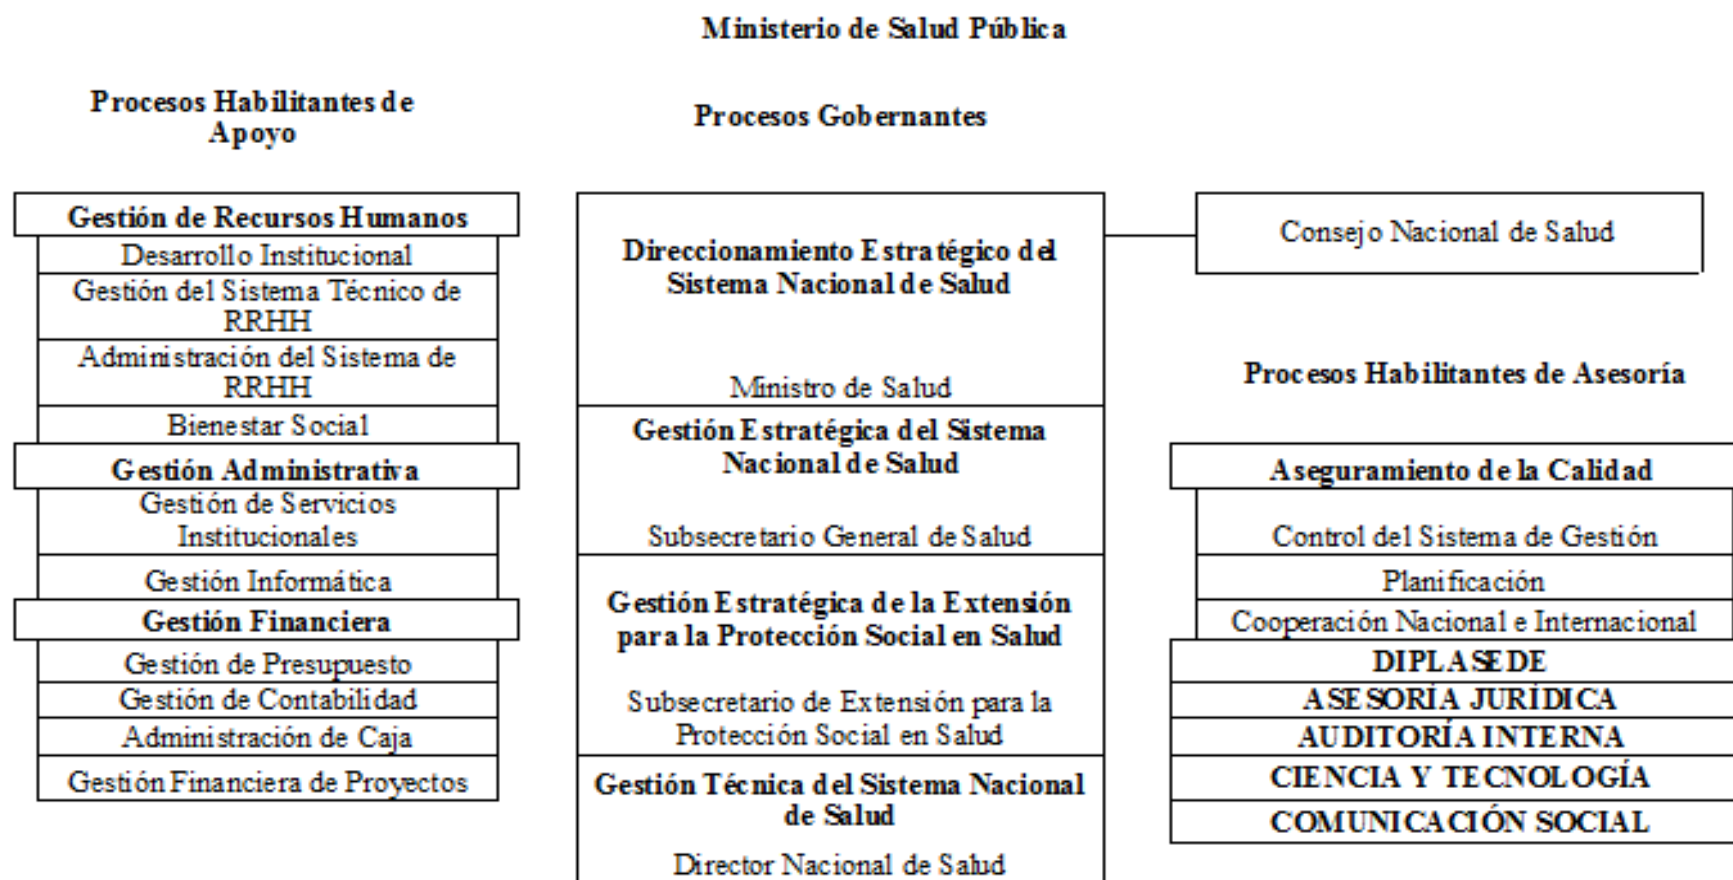 Ministerio de Salud Pública
Procesos Habilitantes de
Apoyo
Gestión de Recursos Humanos
Desarrollo Institucional
Gestión del Sistema Técnico de
RRHH
Administración del Sistema de
RRHH
Bienestar Social
Gestión Administrativa
Gestión de Servicios
Institucionales
Gestión Informática
Gestión Financiera
Gestión de Presupuesto
Gestión de Contabilidad
Administración de Caja
Gestión Financiera de Proyectos
Procesos Gobernantes
Direccionamiento Estratégico del
Sistema Nacional de Salud
Ministro de Salud
Gestión Estratégica del Sistema
Nacional de Salud
Subsecretario General de Salud
Gestión Estratégica de la Extensión
para la Protección Social en Salud
Subsecretario de Extensión para la
Protección Social en Salud
Gestión Técnica del Sistema Nacional
de Salud
Director Nacional de Salud
Consejo Nacional de Salud
Procesos Habilitantes de Asesoría
Aseguramiento de la Calidad
Control del Sistema de Gestión
Planificación
Cooperación Nacional e Internacional
DIPLASEDE
ASESORÍA JURÍDICA
AUDITORÍA INTERNA
CIENCIA Y TECNOLOGÍA
COMUNICACIÓN SOCIAL